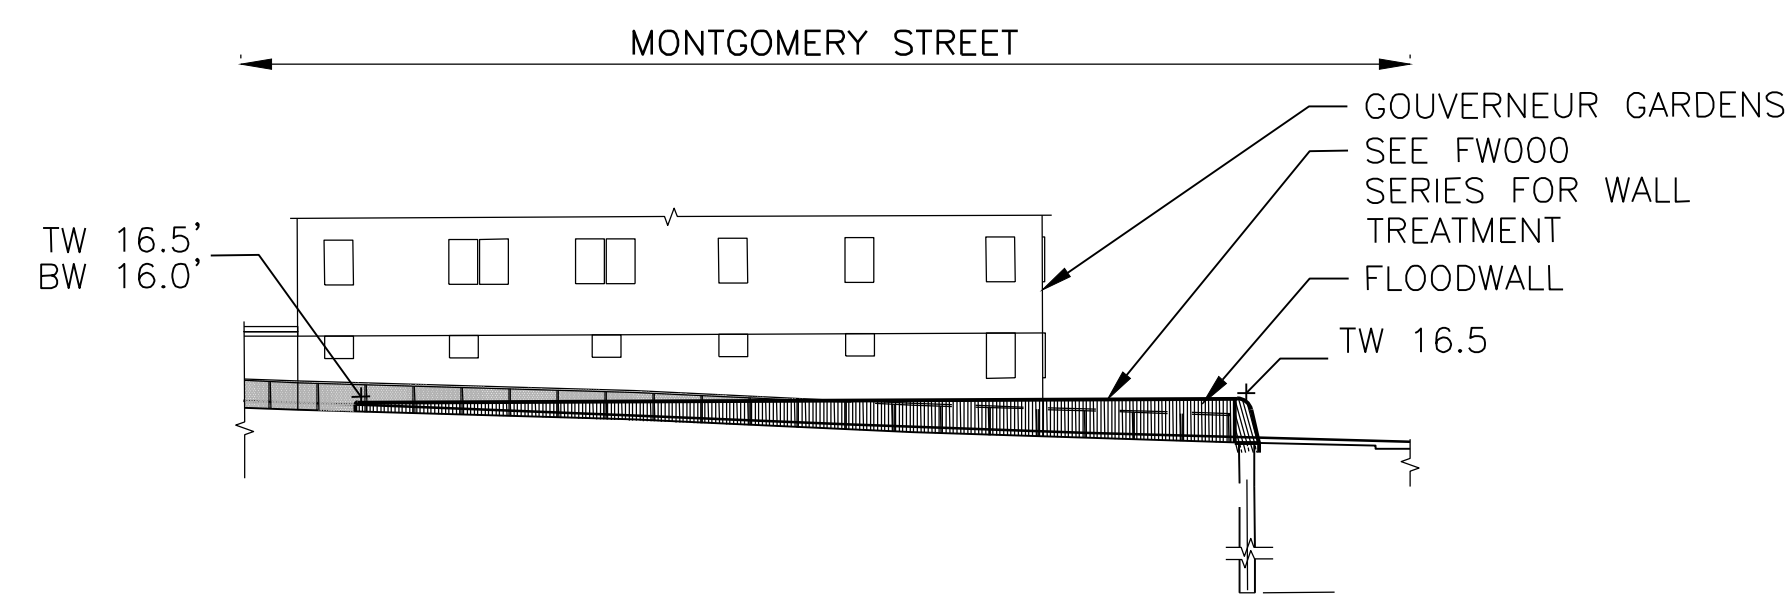 MONTGOMERY STREET
GOUVERNEUR GARDENS
SEE FW000
SERIES FOR WALL
TREATMENT
TW 16.5'
BW 16.0'
FLOODWALL
TW 16.5